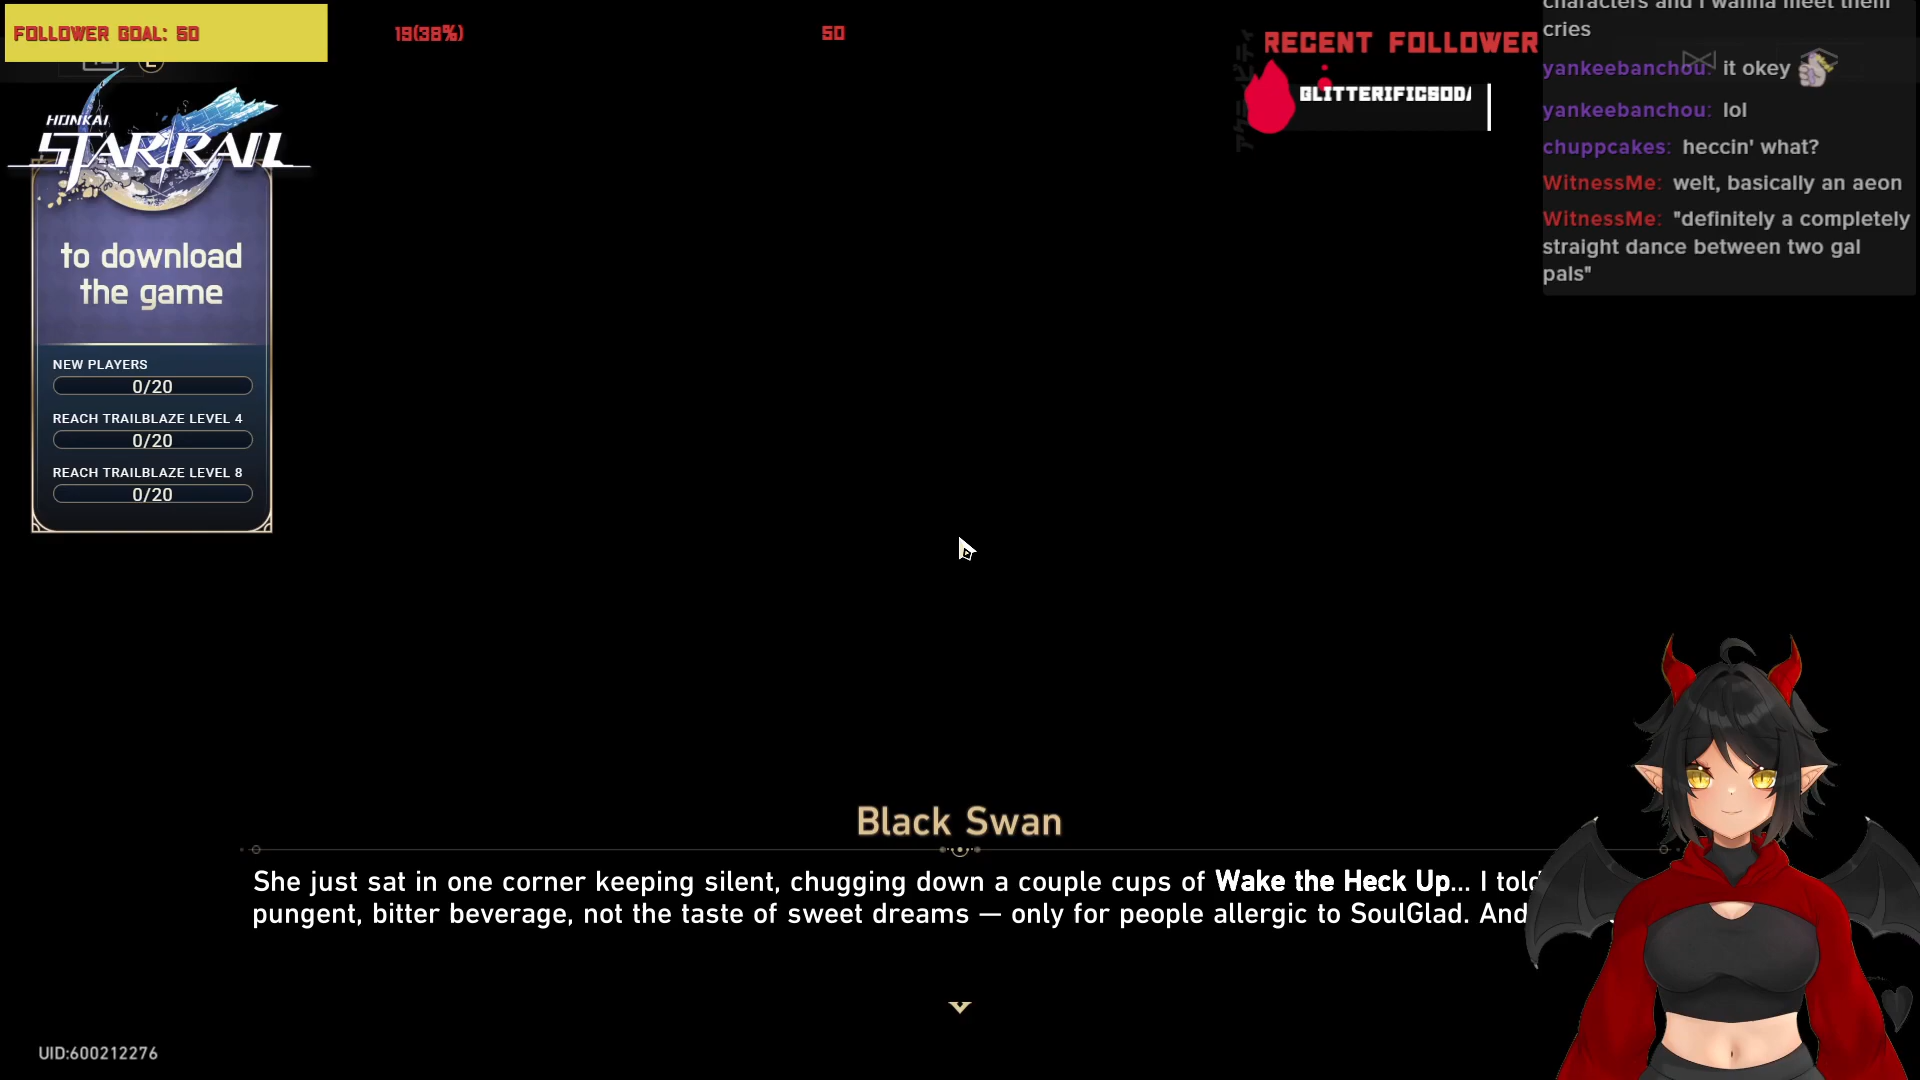 FOLLOWER GOAL: 50
19(38%)
50
RECENT FOLLOWER
GLITTERIFICSODA
cries
yankeebanchou: it okey
yankeebanchou: lol
chuppcakes: heccin' what?
WitnessMe: welt, basically an aeon
WitnessMe: "definitely a completely
straight dance between two gal
pals"
HONKAI
STAR RAIL
to download
the game
NEW PLAYERS
0/20
REACH TRAILBLAZE LEVEL 4
0/20
REACH TRAILBLAZE LEVEL 8
0/20
Black Swan
She just sat in one corner keeping silent, chugging down a couple cups of Wake the Heck Up... I told
pungent, bitter beverage, not the taste of sweet dreams — only for people allergic to SoulGlad. And
UID:600212276